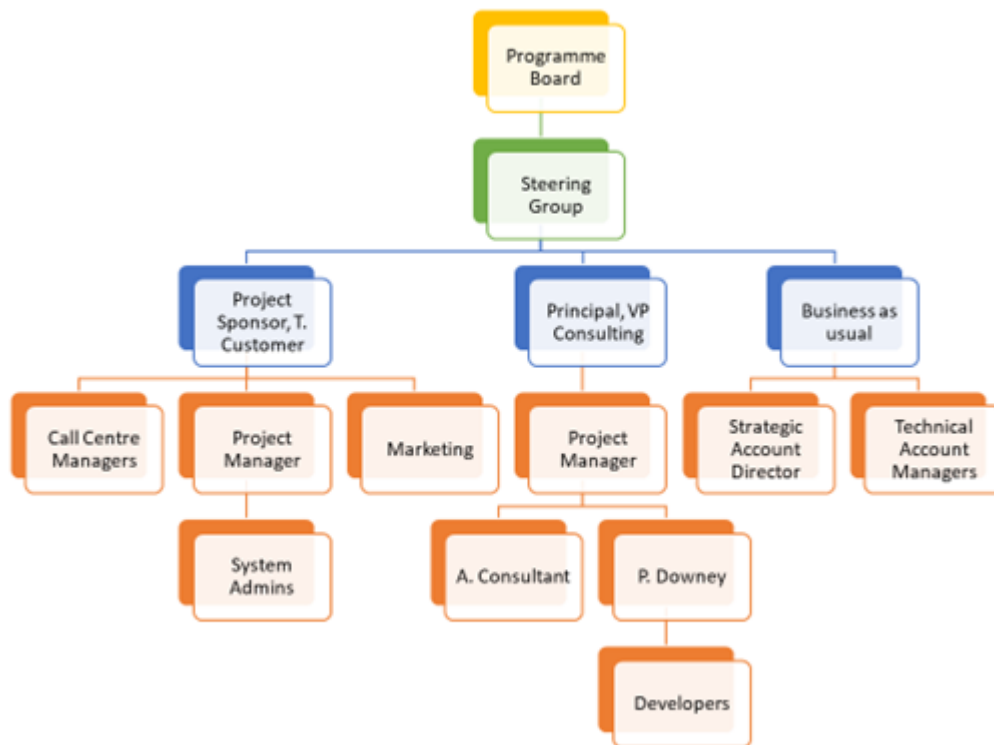 Programme
Board
Steering
Group
Project
Sponsor, T.
Customer
Principal, VP
Consulting
Business as
usual
Call Centre
Managers
Project
Manager
Marketing
Project
Manager
Strategic
Account
Director
Technical
Account
Managers
System
Admins
A. Consultant
P. Downey
Developers